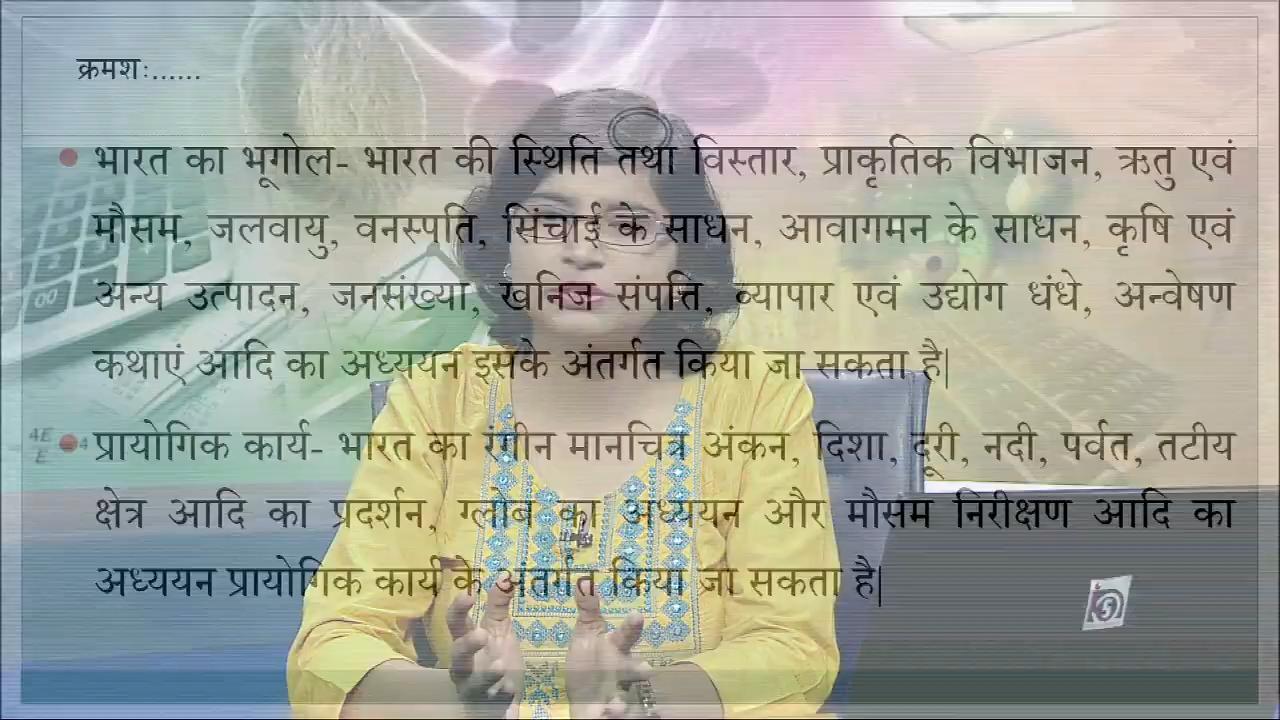 क्रमशः......
भारत का भूगोल- भारत की स्थिति तथा विस्तार, प्राकृतिक विभाजन, ऋतु एवं
मौसम, जलवायु, वनस्पति, सिंचाई के साधन, आवागमन के साधन, कृषि एवं
अन्य उत्पादन, जनसंख्या, खनिज संपत्ति, व्यापार एवं उद्योग धंधे, अन्वेषण
कथाएं आदि का अध्ययन इसके अंतर्गत किया जा सकता है|
प्रायोगिक कार्य- भारत का रंगीन मानचित्र अंकन, दिशा, दूरी, नदी, पर्वत, तटीय
क्षेत्र आदि का प्रदर्शन, ग्लोब का अध्ययन और मौसम निरीक्षण आदि का
अध्ययन प्रायोगिक कार्य के अंतर्गत किया जा सकता है|